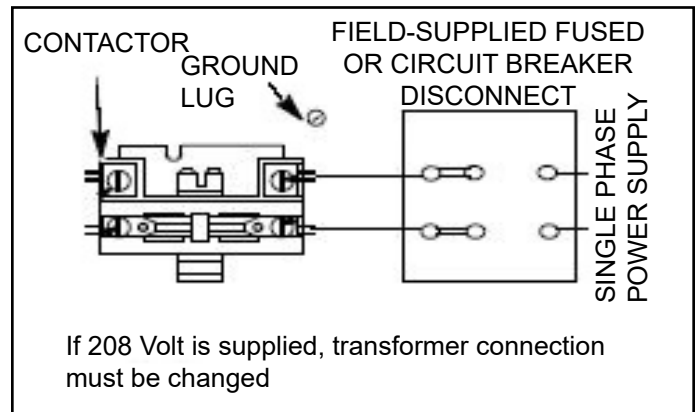 CONTACTOR
GROUND
LUG
FIELD-SUPPLIED FUSED
OR CIRCUIT BREAKER
DISCONNECT
SINGLE PHASE
POWER SUPPLY
If 208 Volt is supplied, transformer connection
must be changed